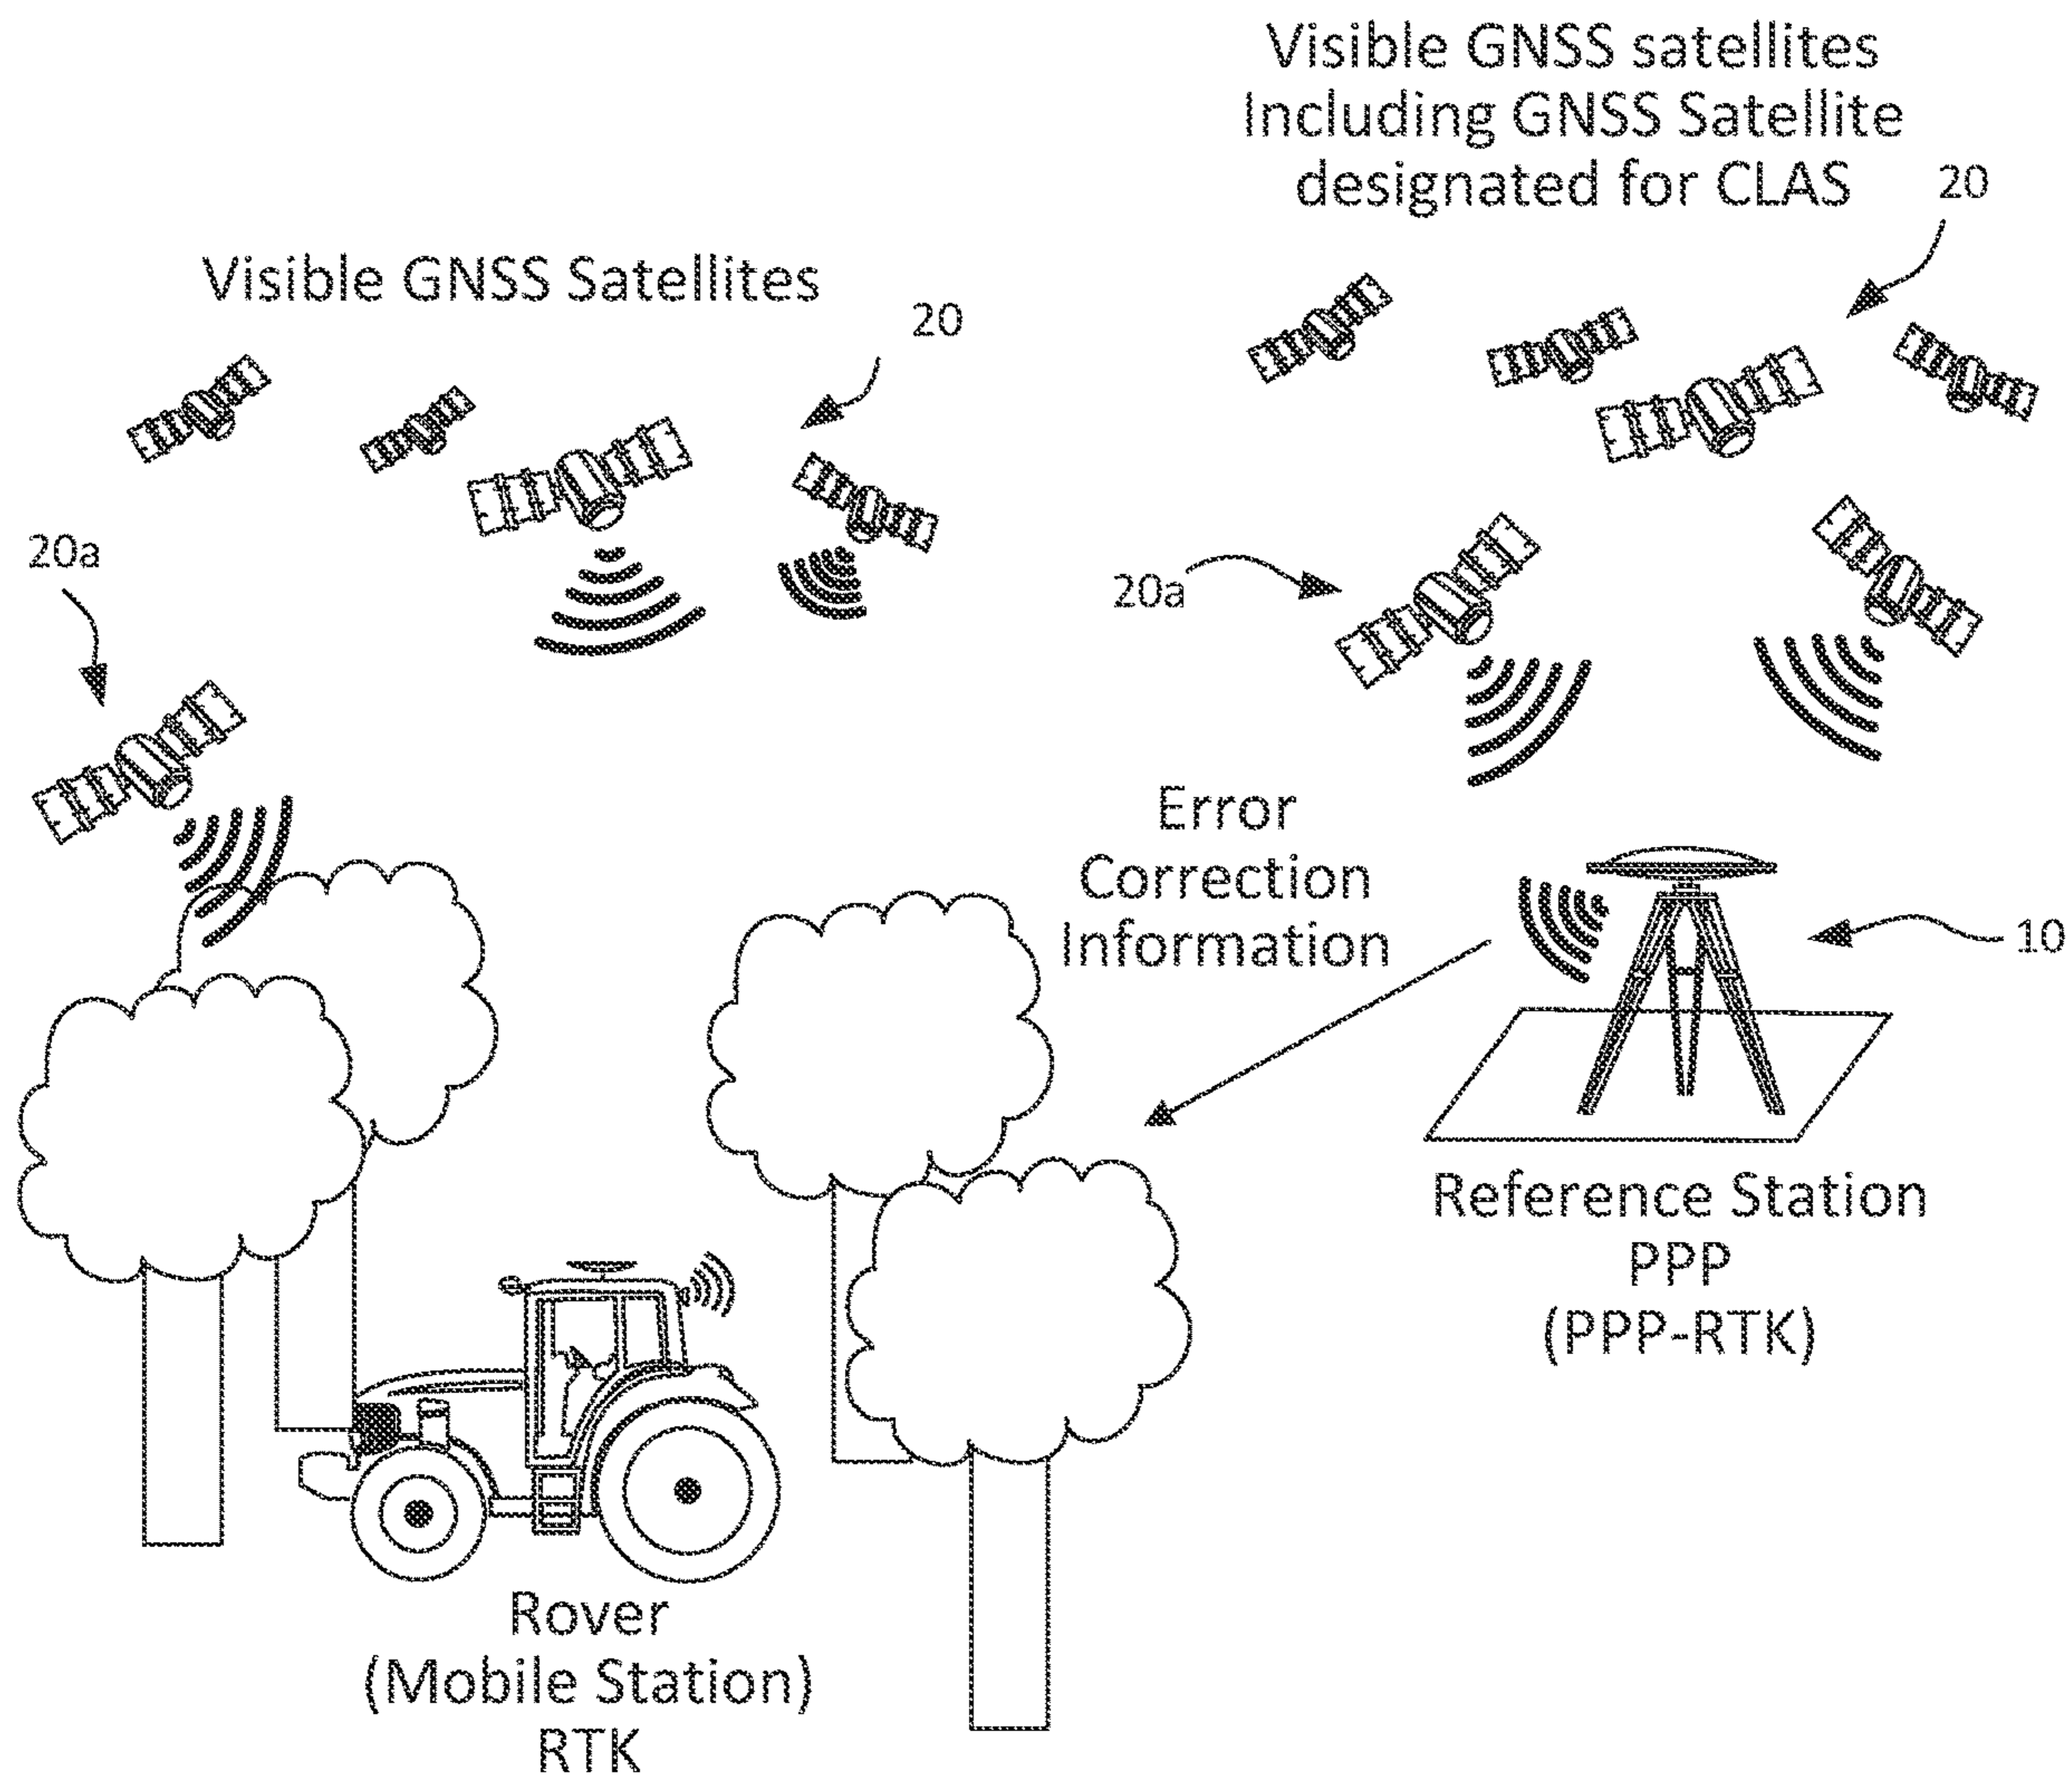 Visible GNSS satellites
Including GNSS Satellite
designated for CLAS
20
Visible GNSS Satellites
20
20a
20a
Error
Correction
Information
10
Reference Station
PPP
(PPP-RTK)
Rover
(Mobile Station)
RTK